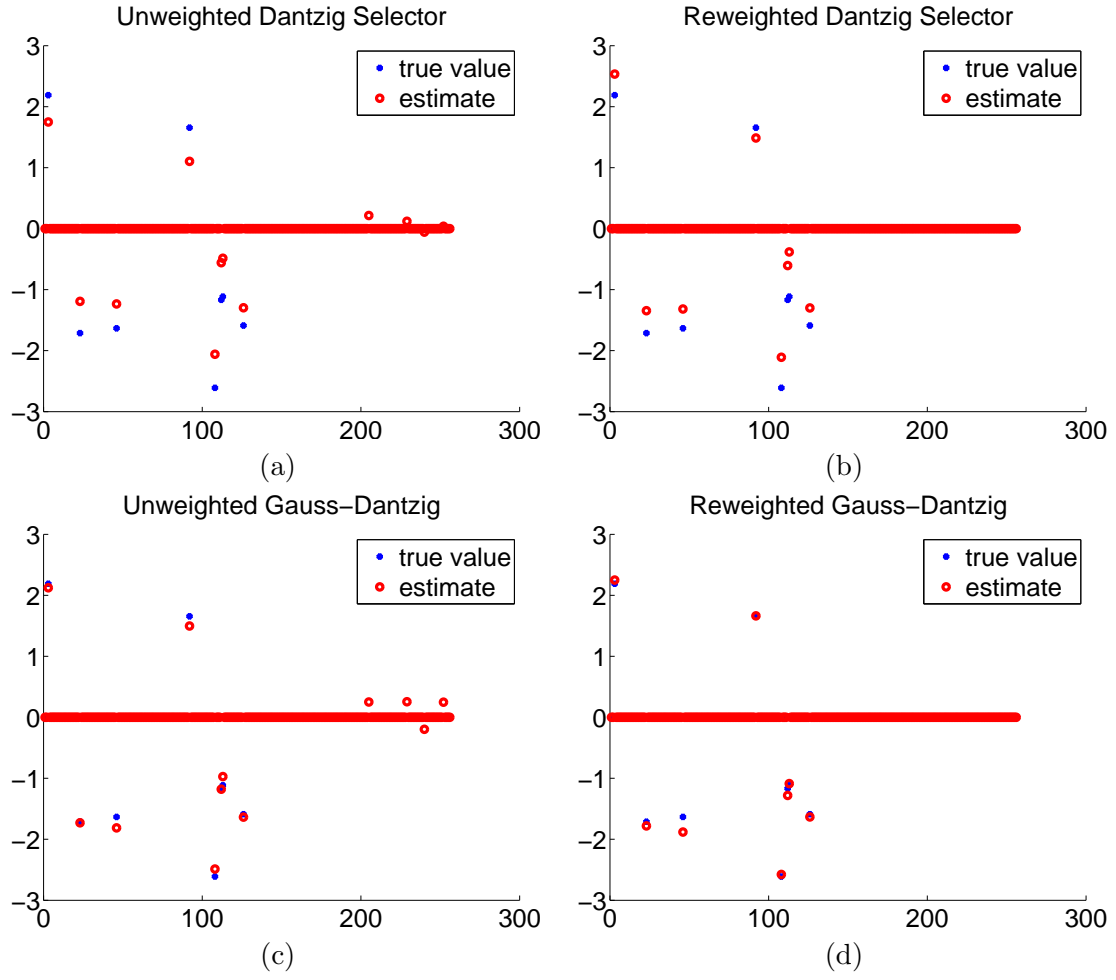 Unweighted Dantzig Selector
3
2
1
0
−1
−2
−3
0 100 200 300
true value
estimate
(a)
Reweighted Dantzig Selector
3
2
1
0
−1
−2
−3
0 100 200 300
true value
estimate
(b)
Unweighted Gauss−Dantzig
3
2
1
0
−1
−2
−3
0 100 200 300
true value
estimate
(c)
Reweighted Gauss−Dantzig
3
2
1
0
−1
−2
−3
0 100 200 300
true value
estimate
(d)